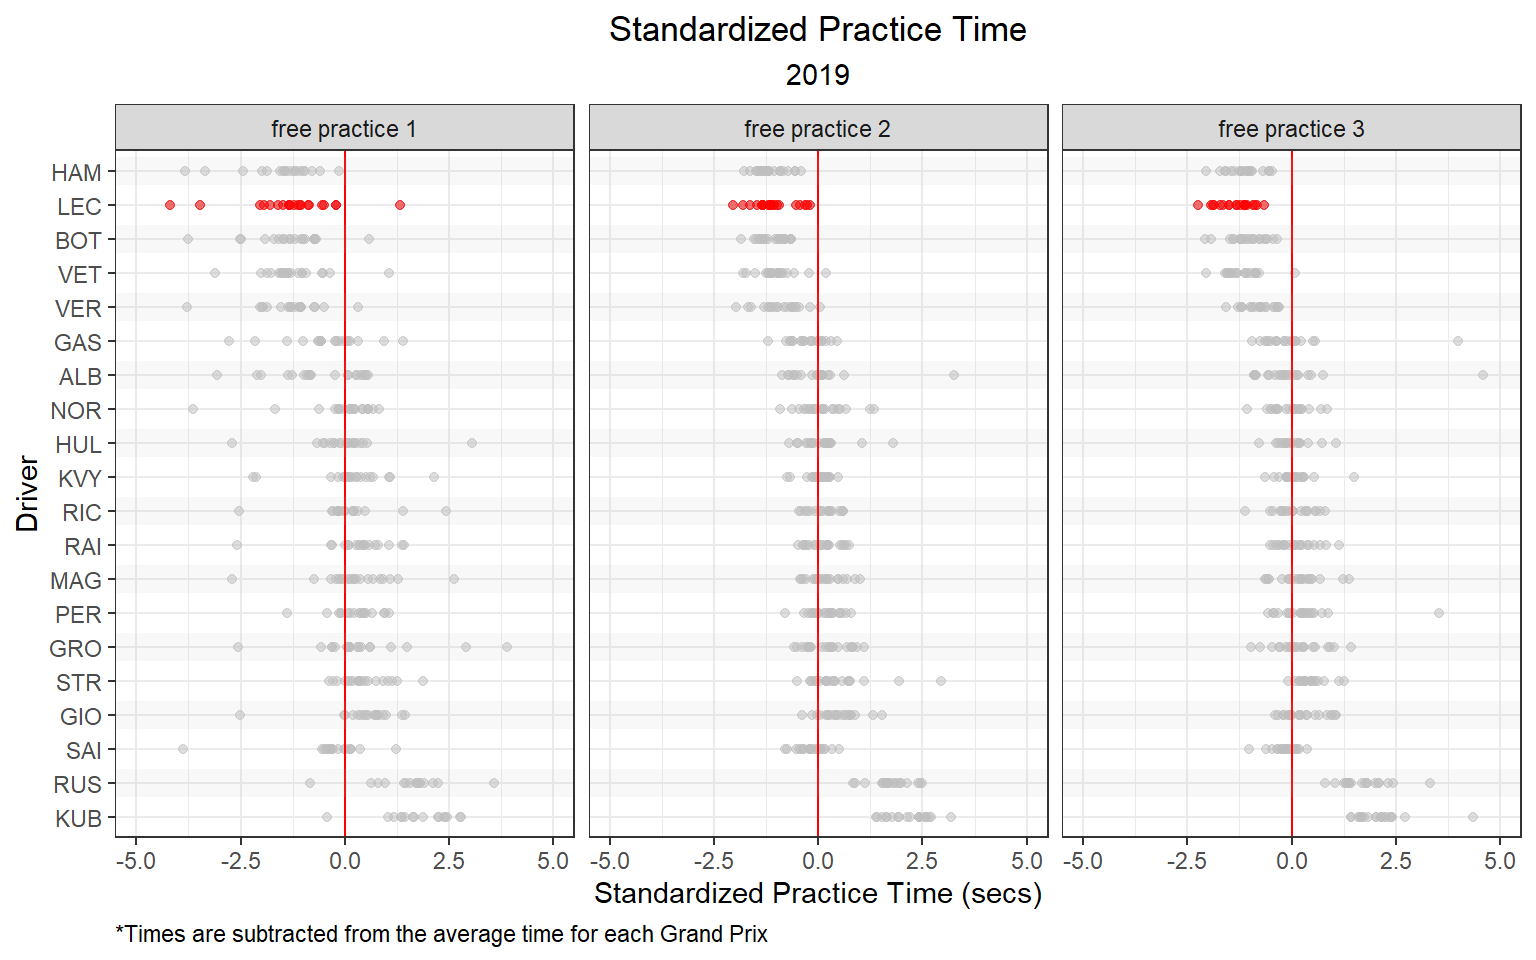 Standardized Practice Time
2019
free practice 1
free practice 2
free practice 3
Driver
HAM
LEC
BOT
VET
VER
GAS
ALB
NOR
HUL
KVY
RIC
RAI
MAG
PER
GRO
STR
GIO
SAI
RUS
KUB
-5.0 -2.5 0.0 2.5 5.0
-5.0 -2.5 0.0 2.5 5.0
-5.0 -2.5 0.0 2.5 5.0
Standardized Practice Time (secs)
*Times are subtracted from the average time for each Grand Prix